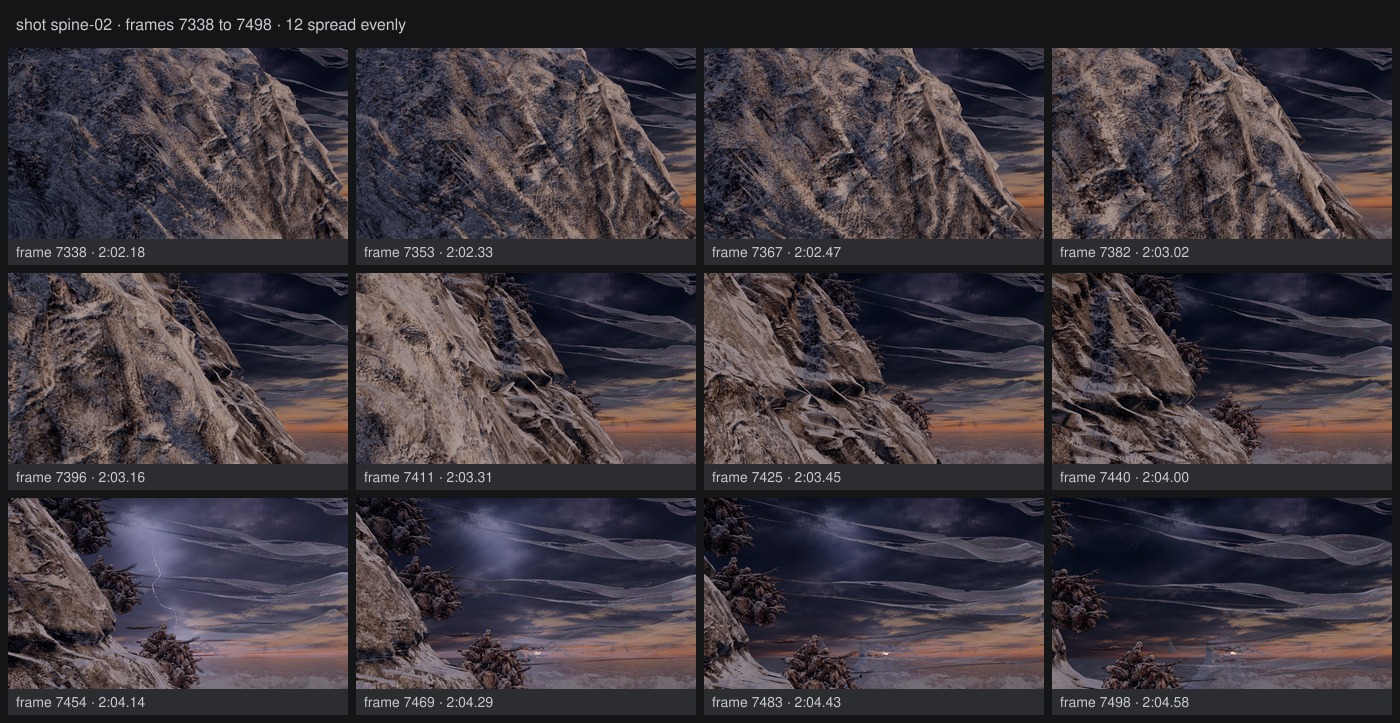 shot spine-02 · frames 7338 to 7498 · 12 spread evenly
frame 7338 · 2:02.18
frame 7353 · 2:02.33
frame 7367 · 2:02.47
frame 7382 · 2:03.02
frame 7396 · 2:03.16
frame 7411 · 2:03.31
frame 7425 · 2:03.45
frame 7440 · 2:04.00
frame 7454 · 2:04.14
frame 7469 · 2:04.29
frame 7483 · 2:04.43
frame 7498 · 2:04.58